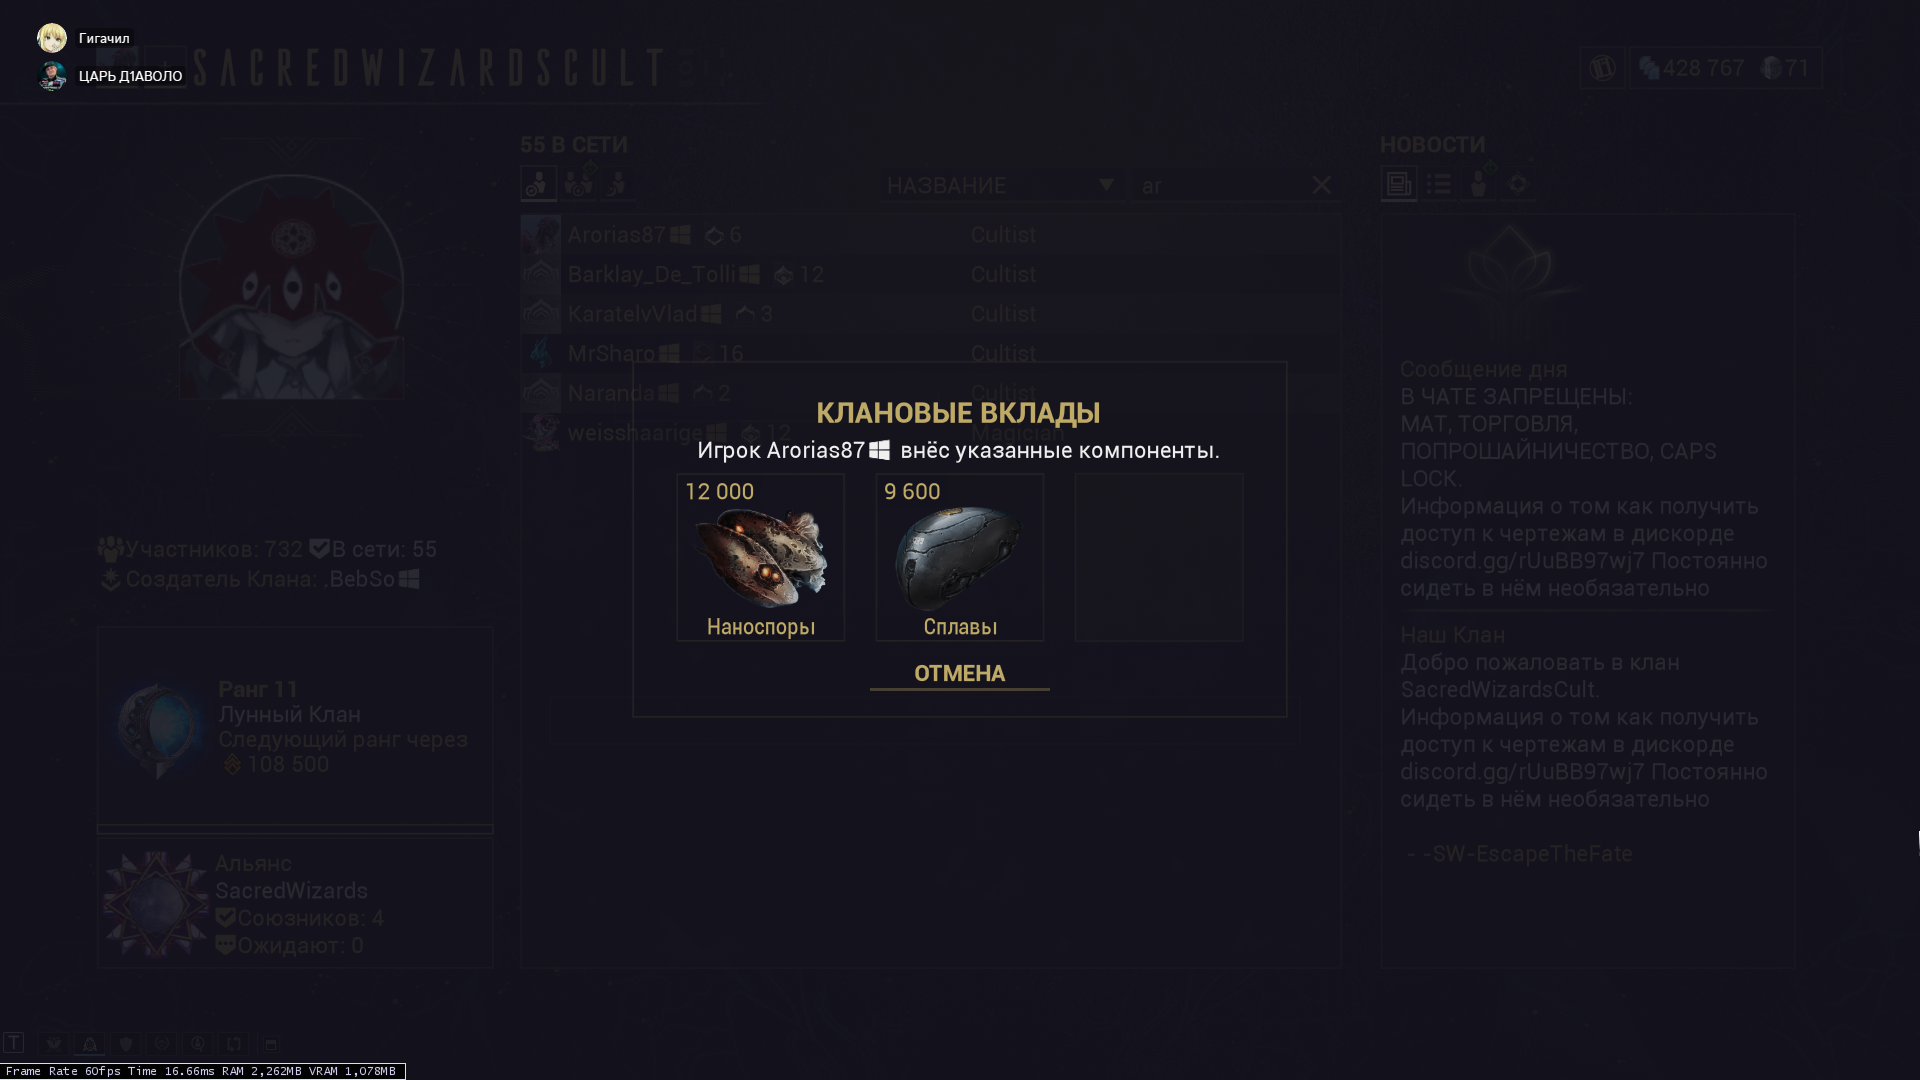 Гигачил
ЦАРЬ Д1АВОЛО
SACREDWIZARDSCULT
428 767 71
55 В СЕТИ
НАЗВАНИЕ
ar
Arorias87 6 Cultist
Barklay_De_Tolli 12 Cultist
KaratelvVlad 3 Cultist
MrSharo 16 Cultist
Naranda 2 Cultist
weisshaarige 12 Magician
КЛАНОВЫЕ ВКЛАДЫ
Игрок Arorias87 внёс указанные компоненты.
12 000
Наноспоры
9 600
Сплавы
ОТМЕНА
Участников: 732 В сети: 55
Создатель Клана: .BebSo
Ранг 11
Лунный Клан
Следующий ранг через
108 500
Альянс
SacredWizards
Союзников: 4
Ожидают: 0
НОВОСТИ
Сообщение дня
В ЧАТЕ ЗАПРЕЩЕНЫ:
МАТ, ТОРГОВЛЯ,
ПОПРОШАЙНИЧЕСТВО, CAPS
LOCK.
Информация о том как получить
доступ к чертежам в дискорде
discord.gg/rUuBB97wj7 Постоянно
сидеть в нём необязательно
Наш Клан
Добро пожаловать в клан
SacredWizardsCult.
Информация о том как получить
доступ к чертежам в дискорде
discord.gg/rUuBB97wj7 Постоянно
сидеть в нём необязательно
- -SW-EscapeTheFate
T
Frame Rate 60fps Time 16.66ms RAM 2,262MB VRAM 1,078MB